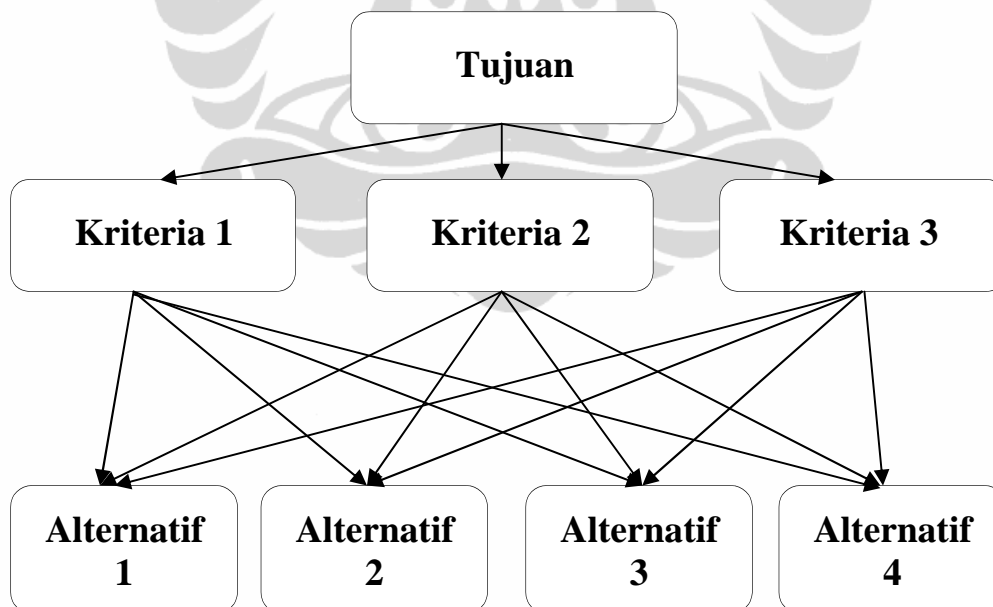 Tujuan
Kriteria 1
Kriteria 2
Kriteria 3
Alternatif
1
Alternatif
2
Alternatif
3
Alternatif
4